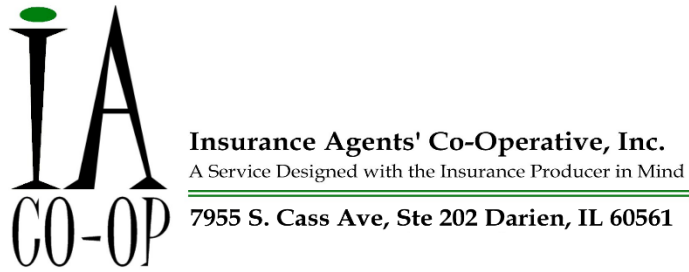 iA
CO-OP
Insurance Agents' Co-Operative, Inc.
A Service Designed with the Insurance Producer in Mind
7955 S. Cass Ave, Ste 202 Darien, IL 60561